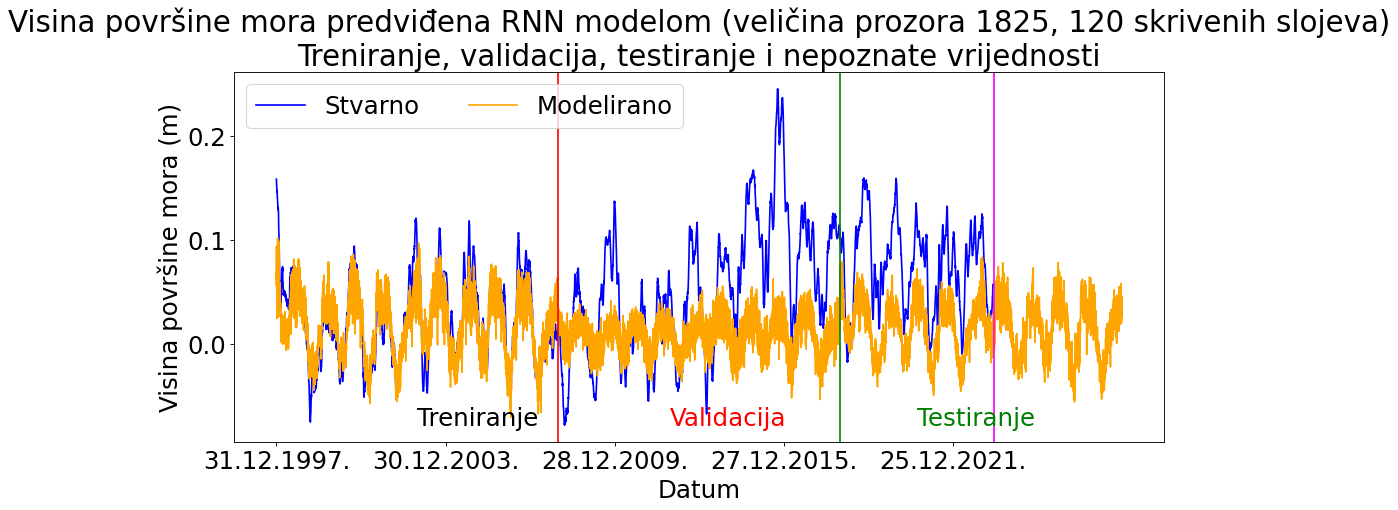 Visina površine mora predviđena RNN modelom (veličina prozora 1825, 120 skrivenih slojeva)
Treniranje, validacija, testiranje i nepoznate vrijednosti
Stvarno
Modelirano
Visina površine mora (m)
0.2
0.1
0.0
Treniranje
Validacija
Testiranje
31.12.1997.
30.12.2003.
28.12.2009.
27.12.2015.
25.12.2021.
Datum